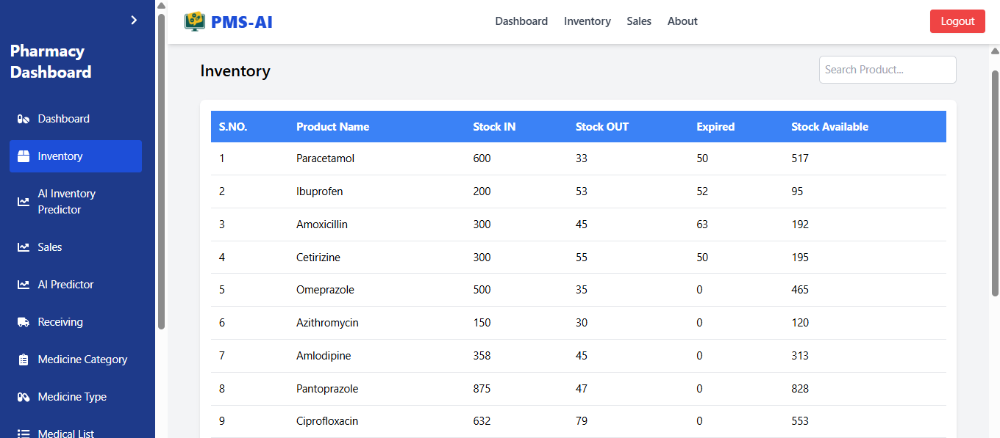 Pharmacy
Dashboard
Dashboard
Inventory
AI Inventory
Predictor
Sales
AI Predictor
Receiving
Medicine Category
Medicine Type
Medical List
PMS-AI
Dashboard Inventory Sales About
Logout
Inventory
Search Product...
S.NO. Product Name Stock IN Stock OUT Expired Stock Available
1 Paracetamol 600 33 50 517
2 Ibuprofen 200 53 52 95
3 Amoxicillin 300 45 63 192
4 Cetirizine 300 55 50 195
5 Omeprazole 500 35 0 465
6 Azithromycin 150 30 0 120
7 Amlodipine 358 45 0 313
8 Pantoprazole 875 47 0 828
9 Ciprofloxacin 632 79 0 553